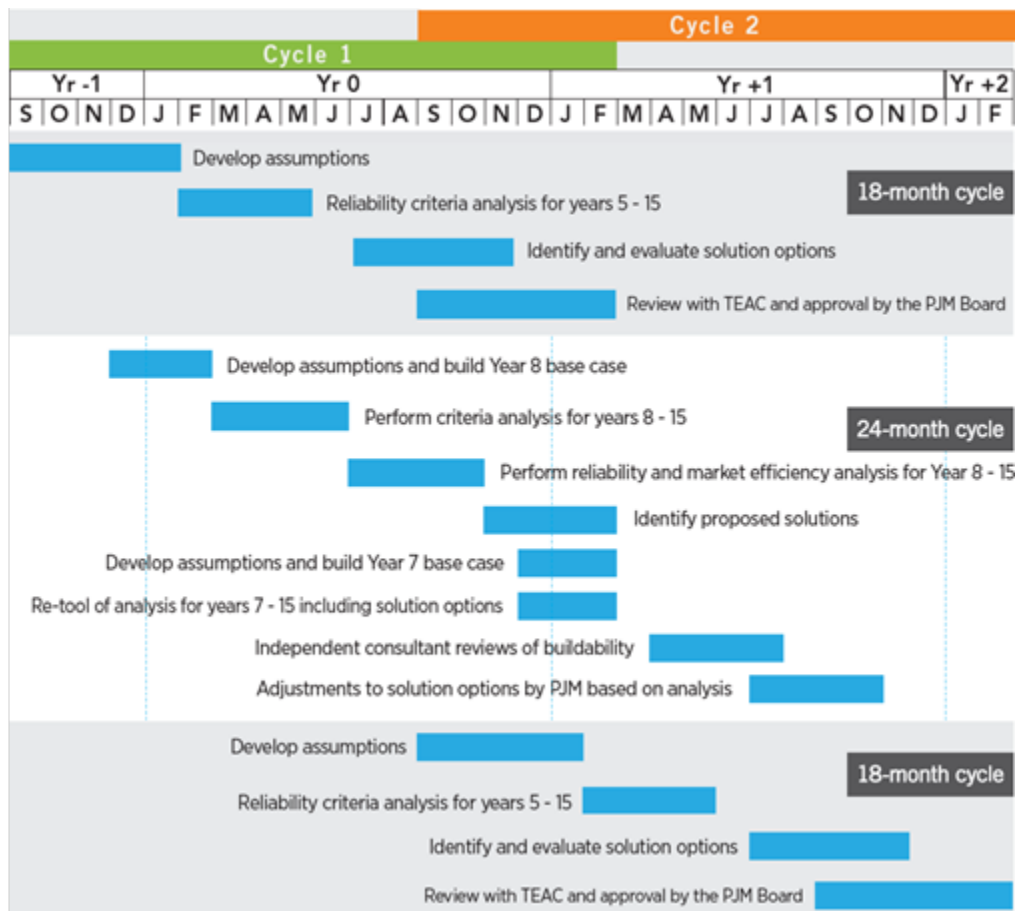 Cycle 2
Cycle 1
Yr -1 Yr 0 Yr +1 Yr +2
S O N D J F M A M J J A S O N D J F M A M J J A S O N D J F
Develop assumptions
18-month cycle
Reliability criteria analysis for years 5 - 15
Identify and evaluate solution options
Review with TEAC and approval by the PJM Board
Develop assumptions and build Year 8 base case
Perform criteria analysis for years 8 - 15
24-month cycle
Perform reliability and market efficiency analysis for Year 8 - 15
Identify proposed solutions
Develop assumptions and build Year 7 base case
Re-tool of analysis for years 7 - 15 including solution options
Independent consultant reviews of buildability
Adjustments to solution options by PJM based on analysis
Develop assumptions
18-month cycle
Reliability criteria analysis for years 5 - 15
Identify and evaluate solution options
Review with TEAC and approval by the PJM Board